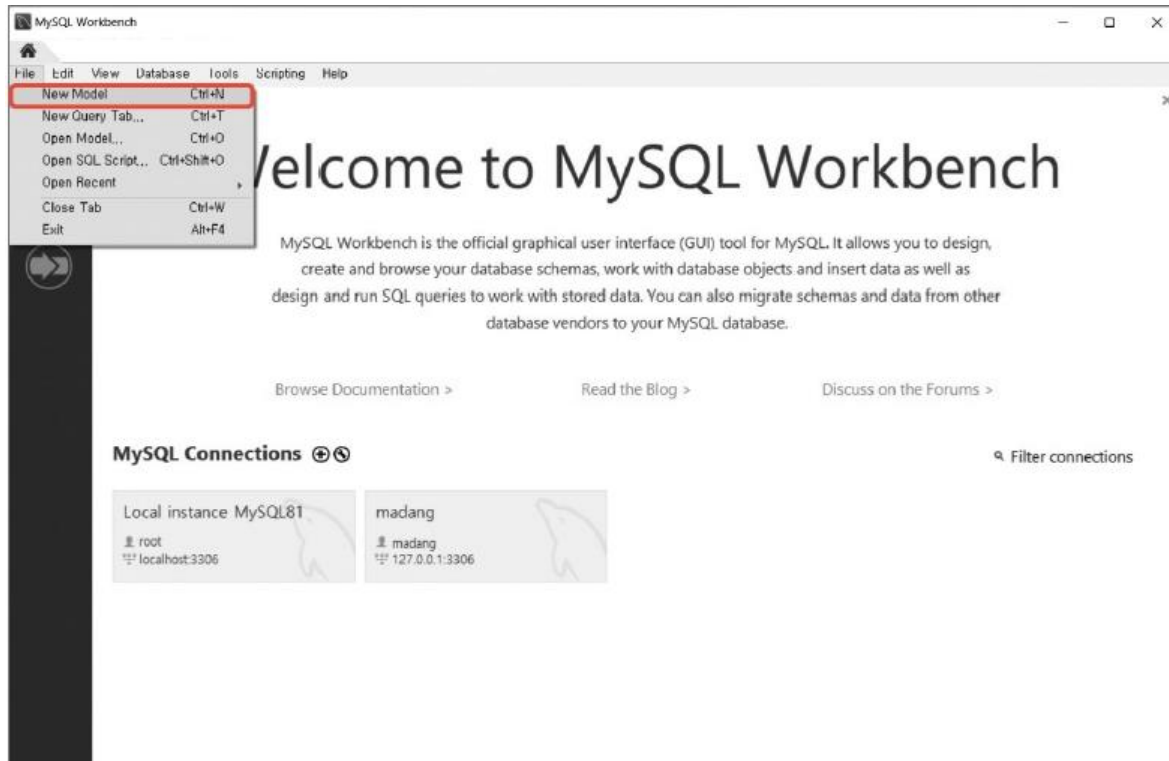 MySQL Workbench
File Edit View Database Tools Scripting Help
New Model Ctrl+N
New Query Tab... Ctrl+T
Open Model... Ctrl+O
Open SQL Script... Ctrl+Shift+O
Open Recent
Close Tab Ctrl+W
Exit Alt+F4
Welcome to MySQL Workbench
MySQL Workbench is the official graphical user interface (GUI) tool for MySQL. It allows you to design,
create and browse your database schemas, work with database objects and insert data as well as
design and run SQL queries to work with stored data. You can also migrate schemas and data from other
database vendors to your MySQL database.
Browse Documentation > Read the Blog > Discuss on the Forums >
MySQL Connections
Filter connections
Local instance MySQL81
root
localhost:3306
madang
madang
127.0.0.1:3306